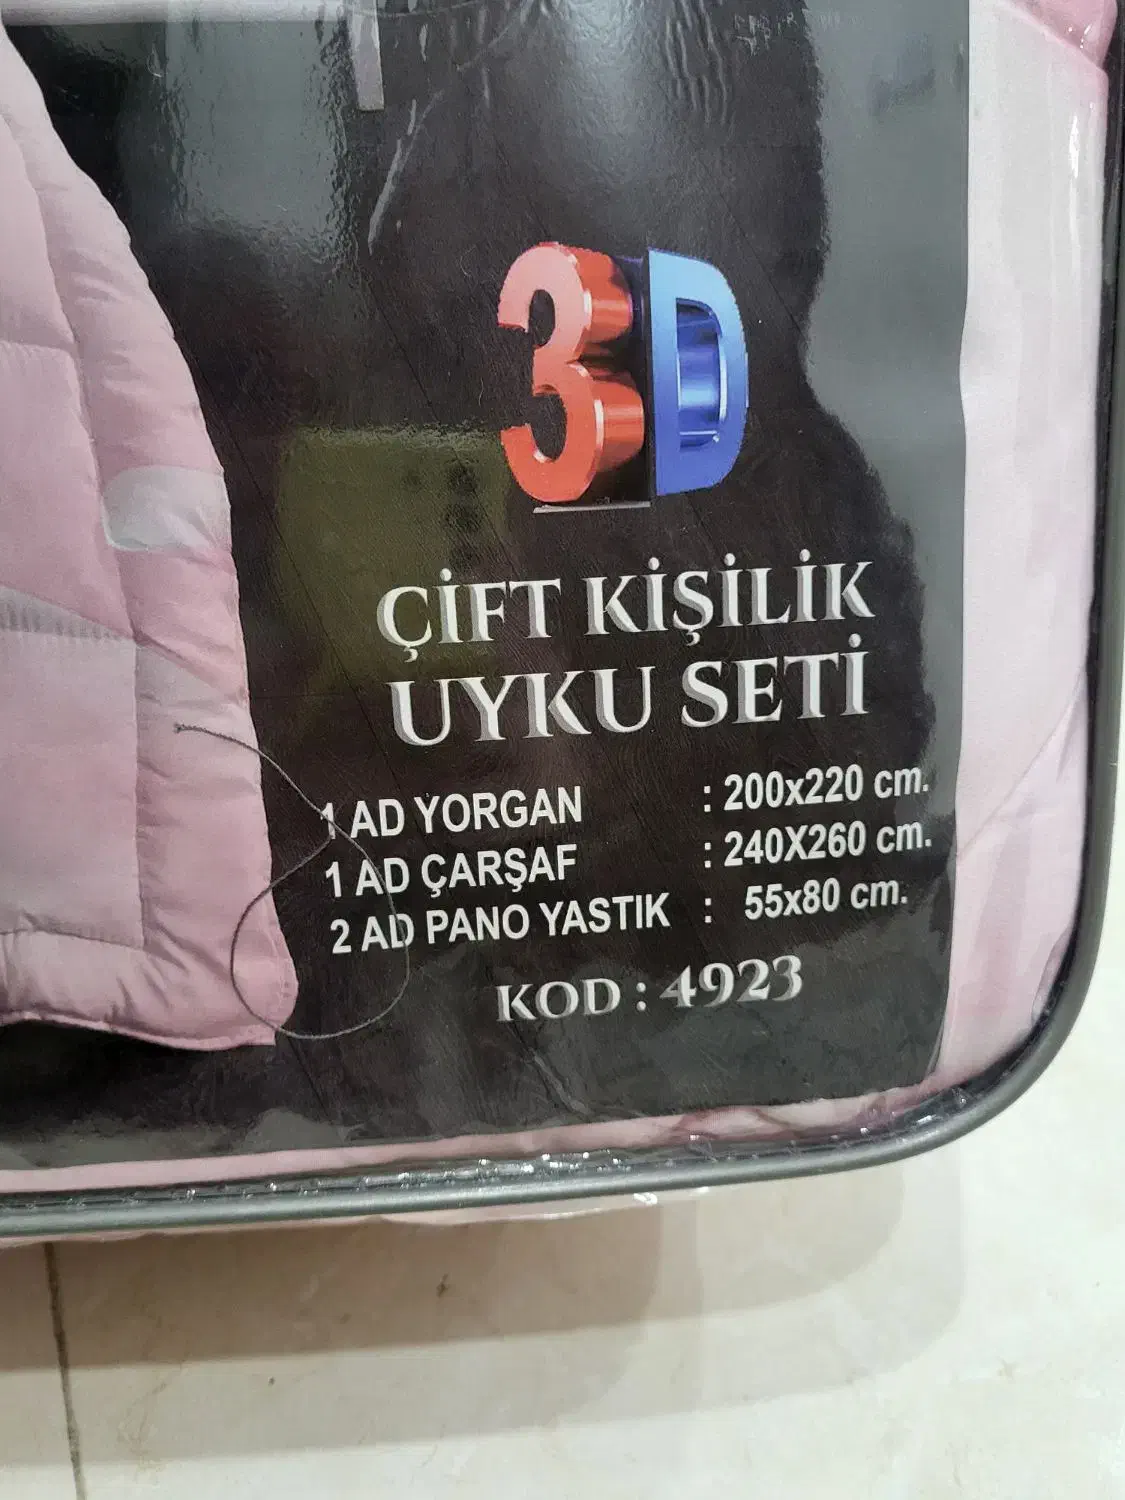 3D
ÇİFT KİŞİLİK
UYKU SETİ
1 AD YORGAN : 200x220 cm.
1 AD ÇARŞAF : 240X260 cm.
2 AD PANO YASTIK : 55x80 cm.
KOD : 4923